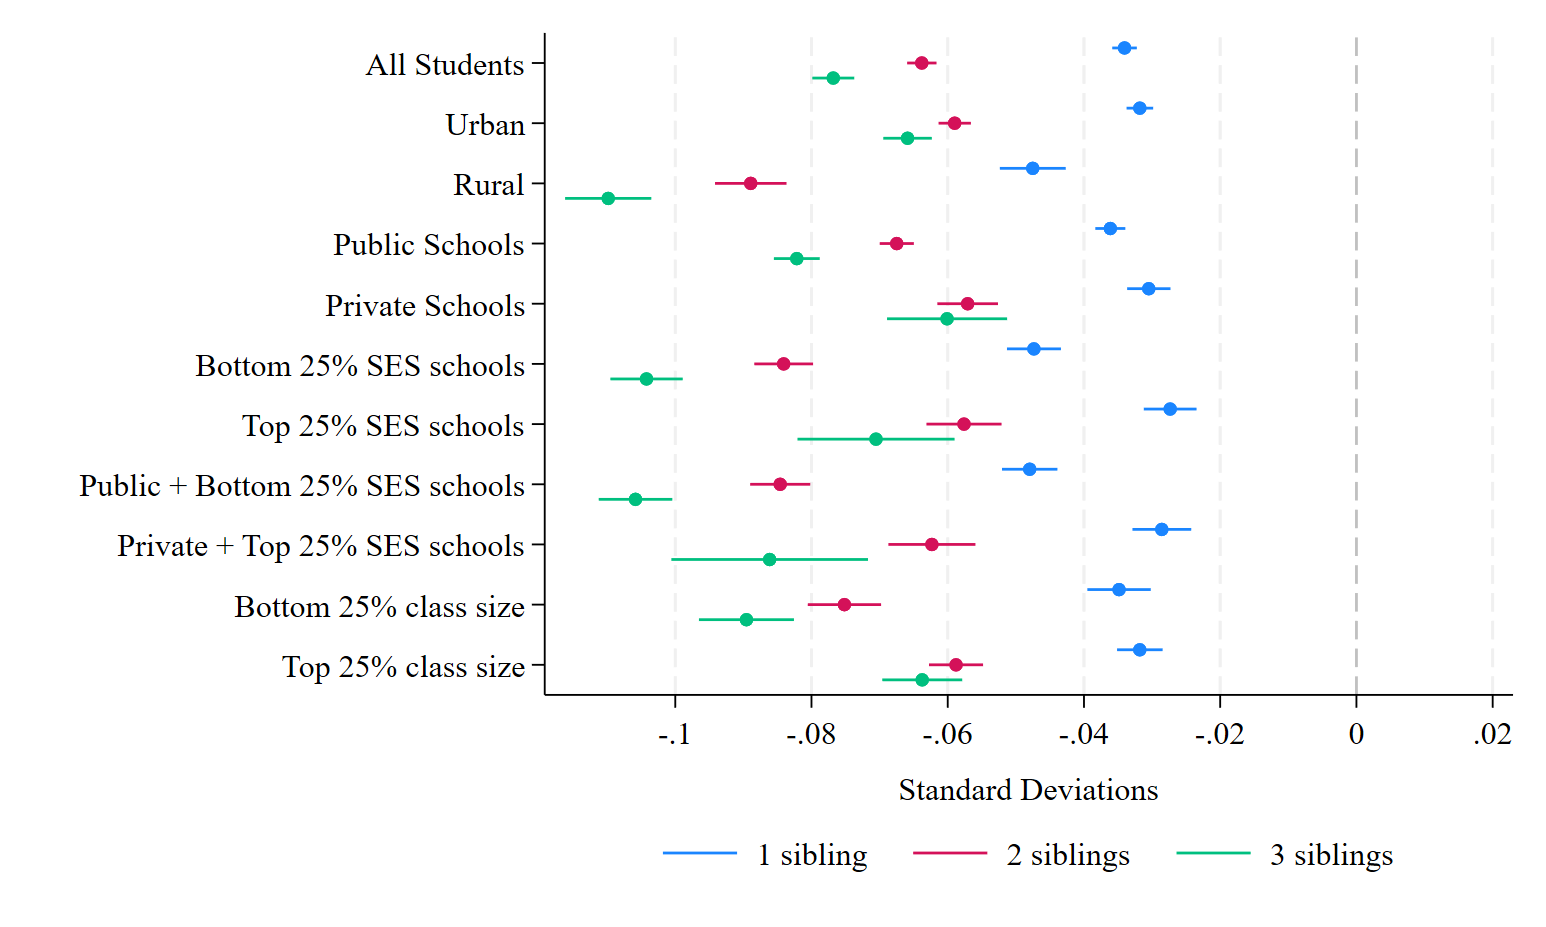 All Students
Urban
Rural
Public Schools
Private Schools
Bottom 25% SES schools
Top 25% SES schools
Public + Bottom 25% SES schools
Private + Top 25% SES schools
Bottom 25% class size
Top 25% class size
-.1 -.08 -.06 -.04 -.02 0 .02
Standard Deviations
1 sibling 2 siblings 3 siblings